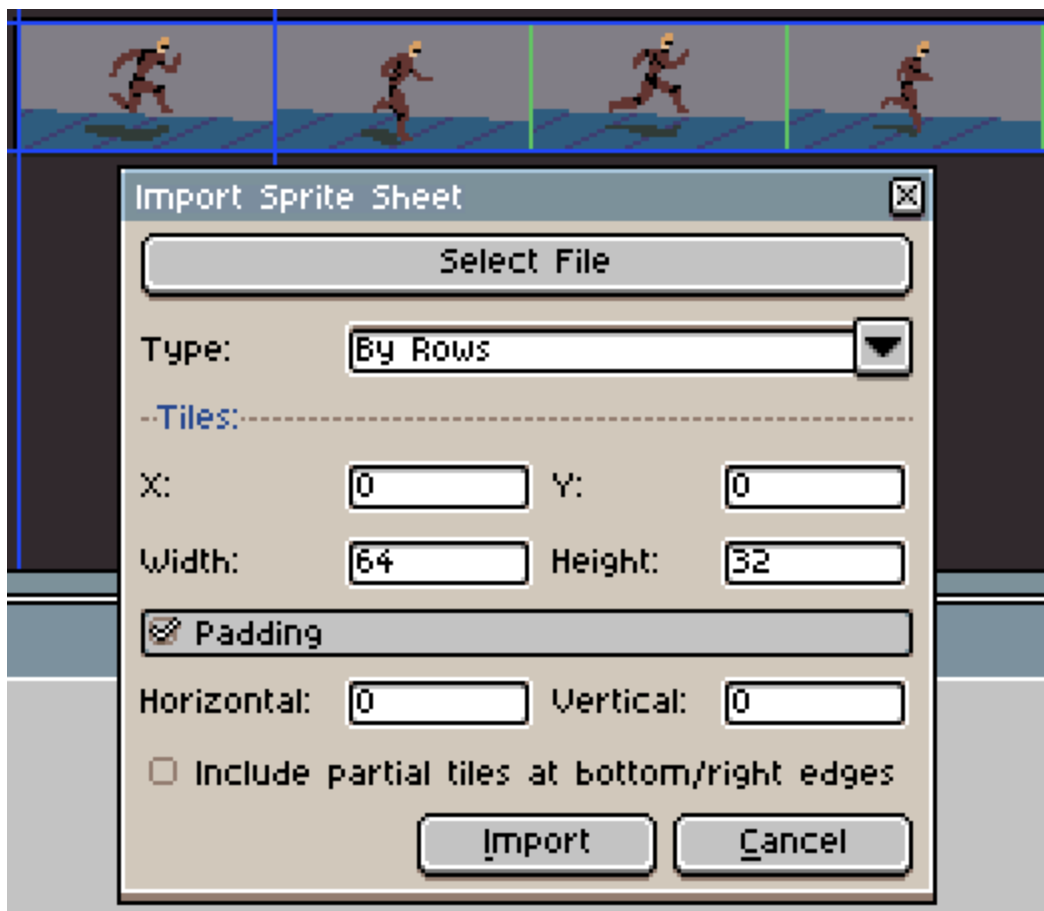 Import Sprite Sheet
Select File
Type: By Rows
Tiles:
X: 0 Y: 0
Width: 64 Height: 32
Padding
Horizontal: 0 Vertical: 0
Include partial tiles at bottom/right edges
Import Cancel